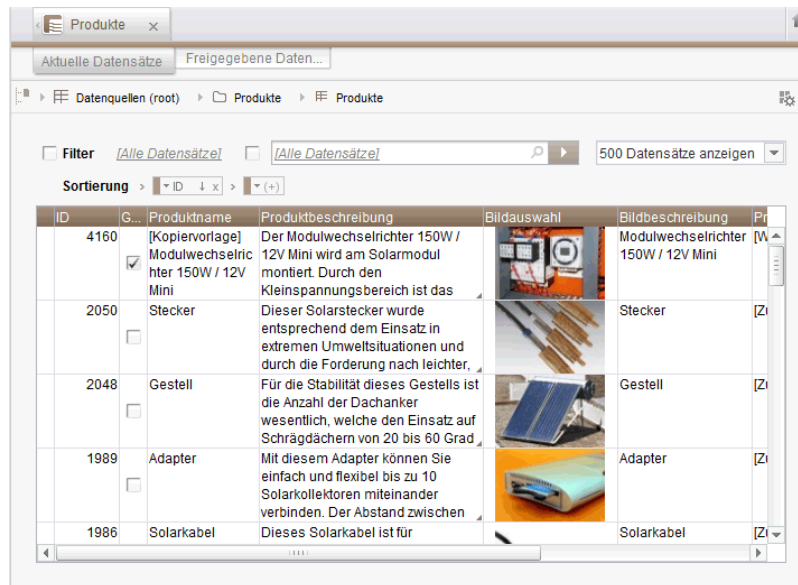 Produkte x
Aktuelle Datensätze Freigegebene Daten...
Datenquellen (root) Produkte Produkte
Filter [Alle Datensätze] [Alle Datensätze] 500 Datensätze anzeigen
Sortierung > ID ↓ x > (+)
ID G... Produktname Produktbeschreibung Bildauswahl Bildbeschreibung Pr
4160 [Kopiervorlage] Der Modulwechselrichter 150W / Modulwechselrichter [W
Modulwechselric 12V Mini wird am Solarmodul 150W / 12V Mini
hter 150W / 12V montiert. Durch den
Mini Kleinspannungsbereich ist das
2050 Stecker Dieser Solarstecker wurde Stecker [Zu
entsprechend dem Einsatz in
extremen Umweltsituationen und
durch die Forderung nach leichter,
2048 Gestell Für die Stabilität dieses Gestells ist Gestell [Zu
die Anzahl der Dachanker
wesentlich, welche den Einsatz auf
Schrägdächern von 20 bis 60 Grad
1989 Adapter Mit diesem Adapter können Sie Adapter [Zu
einfach und flexibel bis zu 10
Solarkollektoren miteinander
verbinden. Der Abstand zwischen
1986 Solarkabel Dieses Solarkabel ist für Solarkabel [Zu